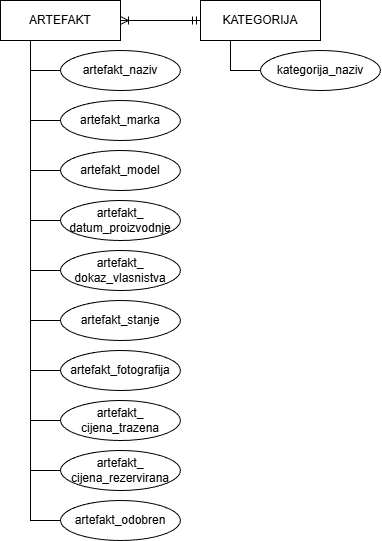 ARTEFAKT
KATEGORIJA
artefakt_naziv
kategorija_naziv
artefakt_marka
artefakt_model
artefakt_
datum_proizvodnje
artefakt_
dokaz_vlasnistva
artefakt_stanje
artefakt_fotografija
artefakt_
cijena_trazena
artefakt_
cijena_rezervirana
artefakt_odobren